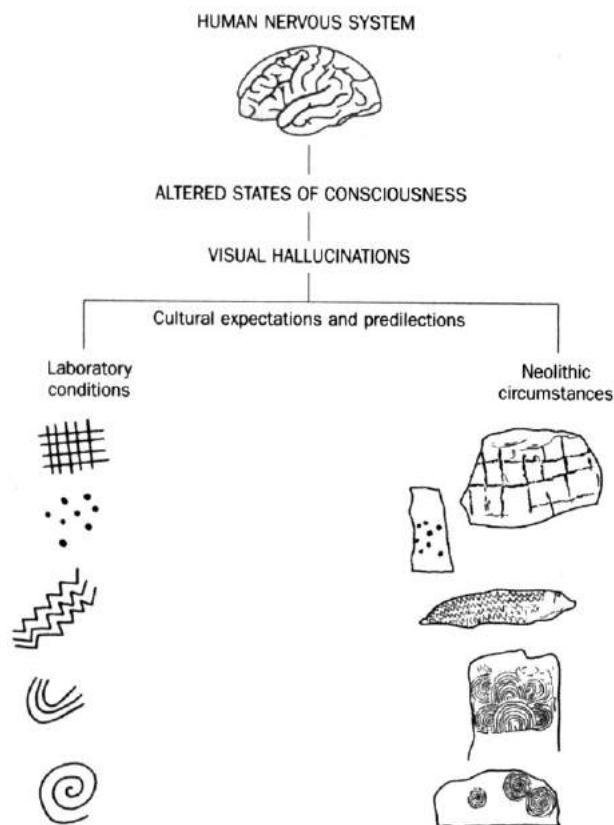 HUMAN NERVOUS SYSTEM
ALTERED STATES OF CONSCIOUSNESS
VISUAL HALLUCINATIONS
Cultural expectations and predilections
Laboratory
conditions
Neolithic
circumstances